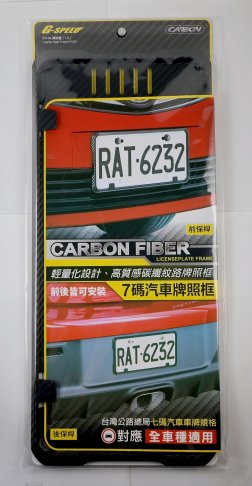 G-SPEED
CARBON
RAT-6232
前保桿
CARBON FIBER
LICENSEPLATE FRAME
輕量化設計、高質感碳纖紋路牌照框
前後皆可安裝
7碼汽車牌照框
RAT-6232
台灣公路總局七碼汽車車牌規格
後保桿
對應
全車種適用